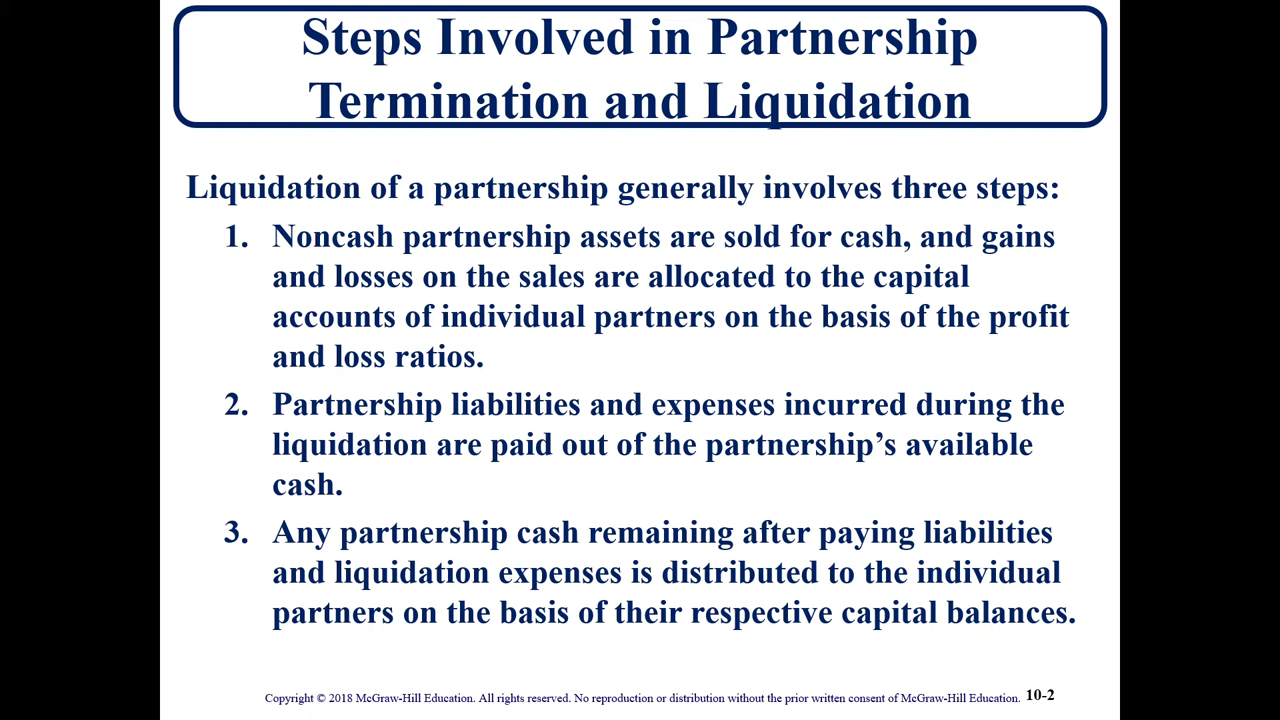 Steps Involved in Partnership
Termination and Liquidation
Liquidation of a partnership generally involves three steps:
1. Noncash partnership assets are sold for cash, and gains
and losses on the sales are allocated to the capital
accounts of individual partners on the basis of the profit
and loss ratios.
2. Partnership liabilities and expenses incurred during the
liquidation are paid out of the partnership’s available
cash.
3. Any partnership cash remaining after paying liabilities
and liquidation expenses is distributed to the individual
partners on the basis of their respective capital balances.
Copyright © 2018 McGraw-Hill Education. All rights reserved. No reproduction or distribution without the prior written consent of McGraw-Hill Education. 10-2